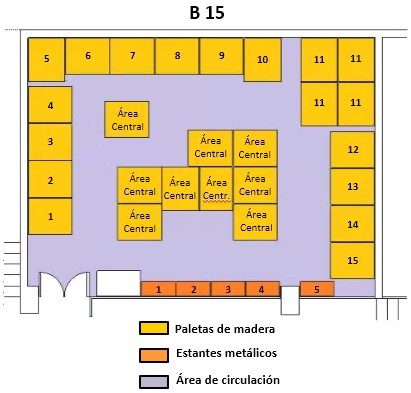 B 15
5 6 7 8 9 10 11 11
11 11
4
3
2
1
12
13
14
15
Área
Central
Área
Central
Área
Central
Área
Central
Área
Central
Área
Centr.
Área
Central
Área
Central
Área
Central
1 2 3 4 5
Paletas de madera
Estantes metálicos
Área de circulación